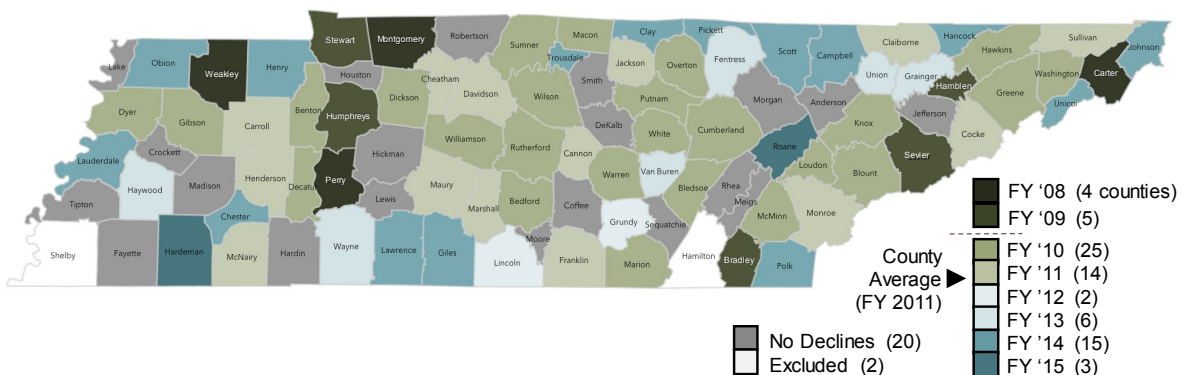 Stewart
Montgomery
Robertson
Sumner
Macon
Clay
Pickett
Claiborne
Hancock
Sullivan
Johnson
Lake
Obion
Weakley
Henry
Houston
Trousdale
Jackson
Overton
Fentress
Scott
Campbell
Union
Grainger
Hawkins
Washington
Carter
Hamblen
Greene
Unicoi
Dyer
Gibson
Carroll
Benton
Humphreys
Dickson
Cheatham
Davidson
Wilson
Smith
Putnam
Morgan
Anderson
Jefferson
Cocke
Lauderdale
Crockett
Haywood
Madison
Henderson
Decatur
Perry
Hickman
Williamson
Rutherford
Cannon
DeKalb
White
Cumberland
Roane
Knox
Sevier
Tipton
Chester
Lewis
Maury
Marshall
Bedford
Coffee
Warren
Van Buren
Bledsoe
Rhea
Meigs
Loudon
Blount
Monroe
McMinn
Shelby
Fayette
Hardeman
McNairy
Hardin
Wayne
Lawrence
Giles
Lincoln
Moore
Franklin
Grundy
Sequatchie
Marion
Hamilton
Bradley
Polk
FY ‘08 (4 counties)
FY ‘09 (5)
County
Average
(FY 2011)
FY ‘10 (25)
FY ’11 (14)
FY ’12 (2)
FY ‘13 (6)
FY ‘14 (15)
FY ‘15 (3)
No Declines (20)
Excluded (2)